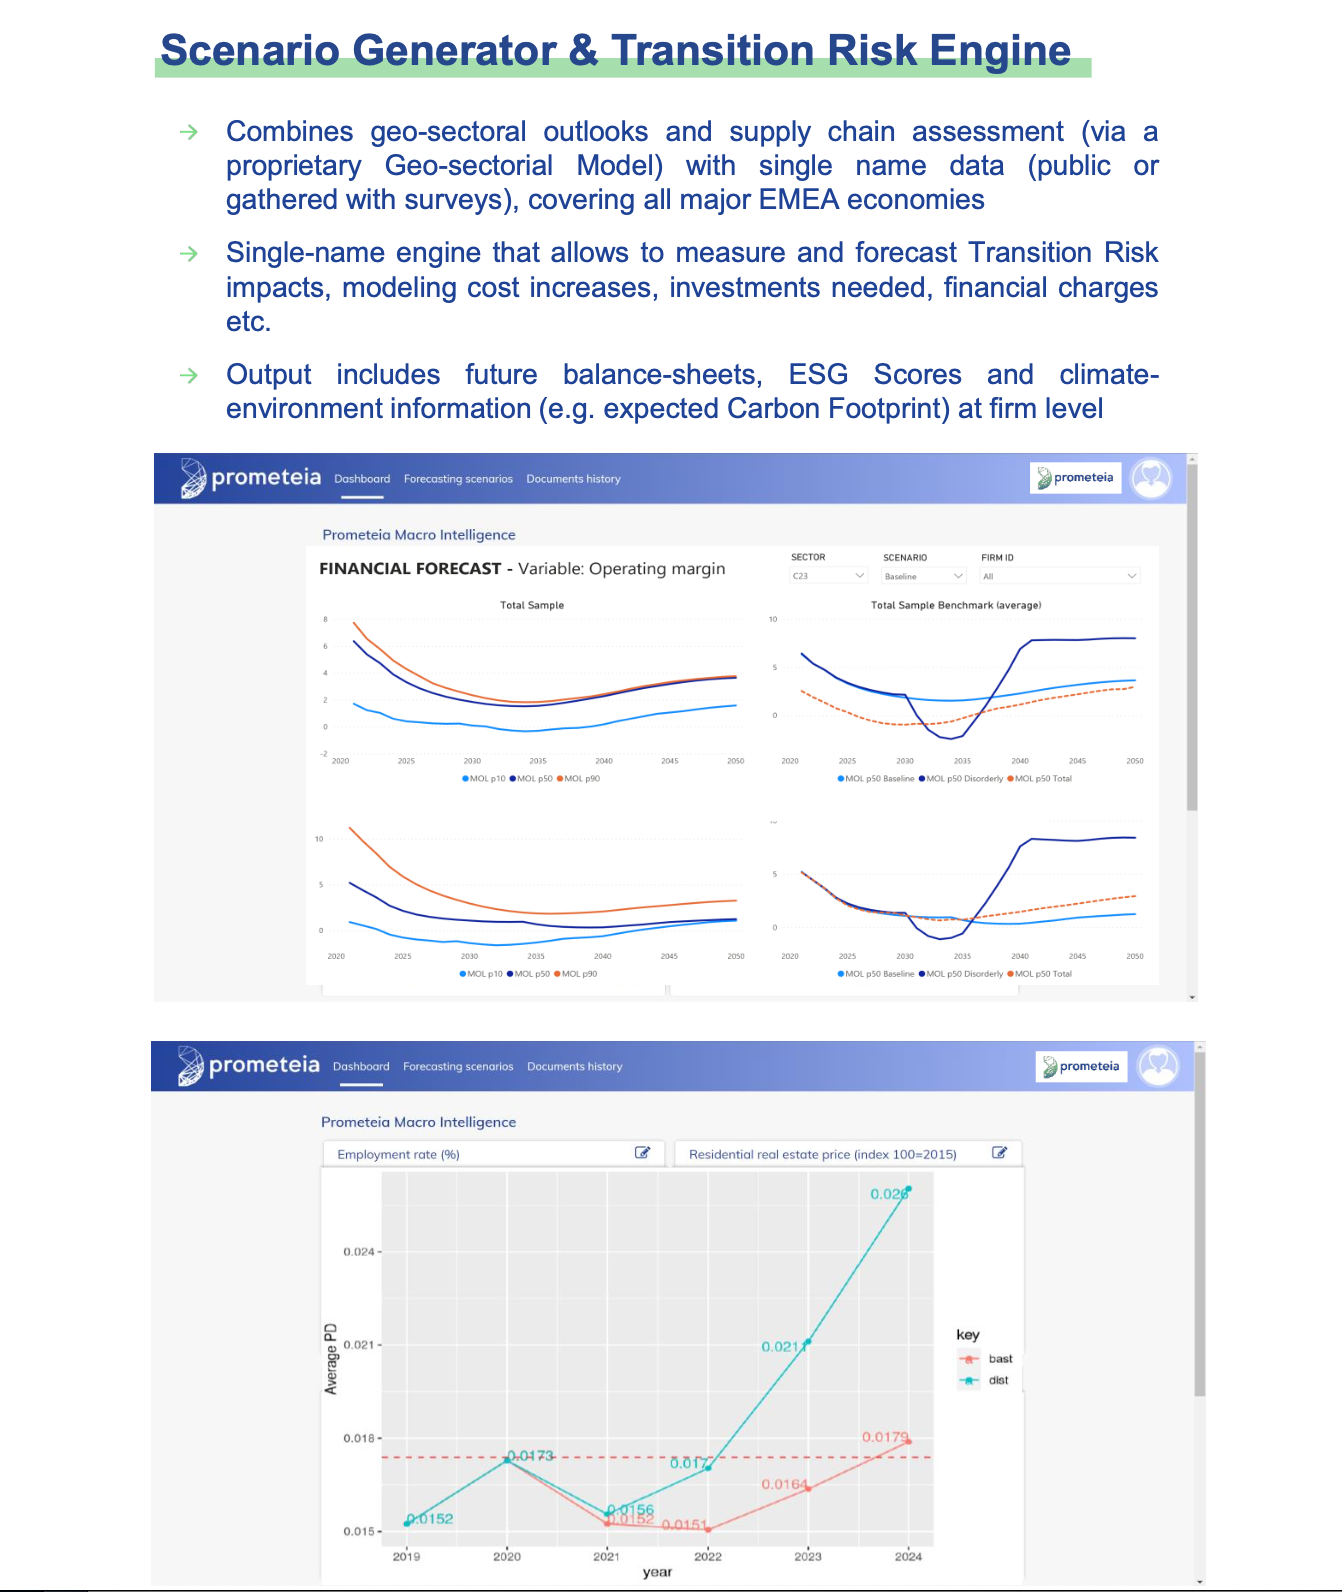 Scenario Generator & Transition Risk Engine
→ Combines geo-sectoral outlooks and supply chain assessment (via a
proprietary Geo-sectorial Model) with single name data (public or
gathered with surveys), covering all major EMEA economies
→ Single-name engine that allows to measure and forecast Transition Risk
impacts, modeling cost increases, investments needed, financial charges
etc.
→ Output includes future balance-sheets, ESG Scores and climate-
environment information (e.g. expected Carbon Footprint) at firm level
prometeia Dashboard Forecasting scenarios Documents history prometeia
Prometeia Macro Intelligence
FINANCIAL FORECAST - Variable: Operating margin
SECTOR SCENARIO FIRM ID
C23 Baseline All
Total Sample
8
6
4
2
0
-2
2020 2025 2030 2035 2040 2045 2050
MOL p10 MOL p50 MOL p90
Total Sample Benchmark (average)
10
5
0
2020 2025 2030 2035 2040 2045 2050
MOL p50 Baseline MOL p50 Disorderly MOL p50 Total
10
5
0
2020 2025 2030 2035 2040 2045 2050
MOL p10 MOL p50 MOL p90
5
0
2020 2025 2030 2035 2040 2045 2050
MOL p50 Baseline MOL p50 Disorderly MOL p50 Total
prometeia Dashboard Forecasting scenarios Documents history prometeia
Prometeia Macro Intelligence
Employment rate (%) Residential real estate price (index 100=2015)
Average PD
0.024
0.021
0.018
0.015
0.026
0.0211
0.0179
0.0173
0.017
0.0164
0.0156
0.0152
0.0151
0.0152
2019 2020 2021 2022 2023 2024
year
key
bast
dist